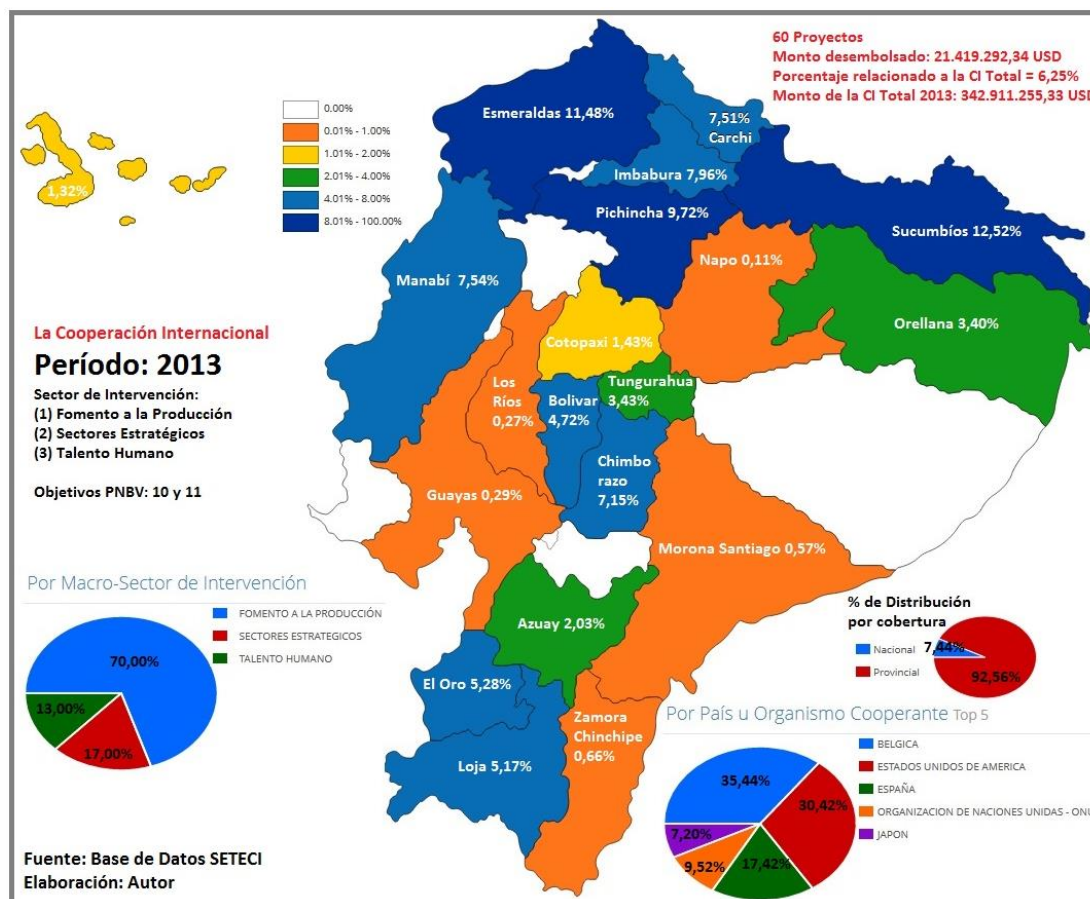 60 Proyectos
Monto desembolsado: 21.419.292,34 USD
Porcentaje relacionado a la CI Total = 6,25%
Monto de la CI Total 2013: 342.911.255,33 USD
0.00%
0.01% - 1.00%
1.01% - 2.00%
2.01% - 4.00%
4.01% - 8.00%
8.01% - 100.00%
1,32%
Esmeraldas 11,48%
7,51%
Carchi
Imbabura 7,96%
Pichincha 9,72%
Sucumbíos 12,52%
Napo 0,11%
Manabí 7,54%
Orellana 3,40%
Cotopaxi 1,43%
Los
Ríos
0,27%
Bolivar
4,72%
Tungurahua
3,43%
Chimbo
razo
7,15%
Guayas 0,29%
Morona Santiago 0,57%
Azuay 2,03%
El Oro 5,28%
Loja 5,17%
Zamora
Chinchipe
0,66%
La Cooperación Internacional
Período: 2013
Sector de Intervención:
(1) Fomento a la Producción
(2) Sectores Estratégicos
(3) Talento Humano
Objetivos PNBV: 10 y 11
Por Macro-Sector de Intervención
FOMENTO A LA PRODUCCIÓN
SECTORES ESTRATEGICOS
TALENTO HUMANO
70,00%
13,00%
17,00%
% de Distribución
por cobertura
Nacional
Provincial
7,44%
92,56%
Por País u Organismo Cooperante Top 5
BELGICA
ESTADOS UNIDOS DE AMERICA
ESPAÑA
ORGANIZACION DE NACIONES UNIDAS - ONU
JAPON
35,44%
30,42%
7,20%
9,52%
17,42%
Fuente: Base de Datos SETECI
Elaboración: Autor